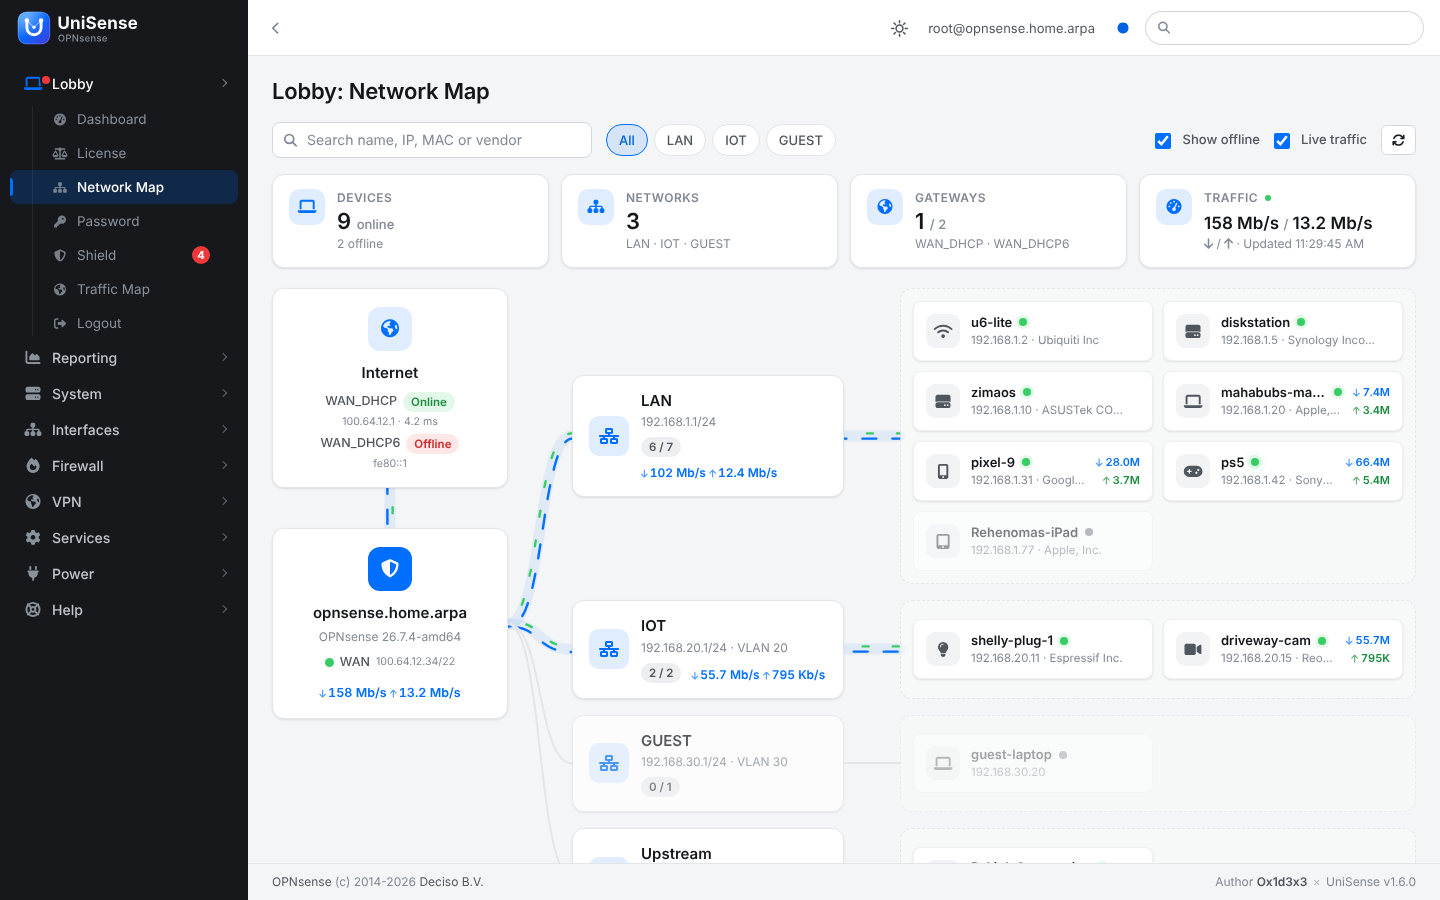 UniSense
OPNsense
Lobby
Dashboard
License
Network Map
Password
Shield 4
Traffic Map
Logout
Reporting
System
Interfaces
Firewall
VPN
Services
Power
Help
root@opnsense.home.arpa
Lobby: Network Map
Search name, IP, MAC or vendor
All LAN IOT GUEST
Show offline Live traffic
DEVICES
9 online
2 offline
NETWORKS
3
LAN · IOT · GUEST
GATEWAYS
1 / 2
WAN_DHCP · WAN_DHCP6
TRAFFIC
158 Mb/s / 13.2 Mb/s
↓ / ↑ · Updated 11:29:45 AM
Internet
WAN_DHCP Online
100.64.12.1 · 4.2 ms
WAN_DHCP6 Offline
fe80::1
opnsense.home.arpa
OPNsense 26.7.4-amd64
WAN 100.64.12.34/22
↓158 Mb/s ↑13.2 Mb/s
LAN
192.168.1.1/24
6 / 7
↓102 Mb/s ↑12.4 Mb/s
u6-lite
192.168.1.2 · Ubiquiti Inc
diskstation
192.168.1.5 · Synology Inco...
zimaos
192.168.1.10 · ASUSTek CO...
mahabubs-ma... ↓7.4M
192.168.1.20 · Apple,... ↑3.4M
pixel-9 ↓28.0M
192.168.1.31 · Googl... ↑3.7M
ps5 ↓66.4M
192.168.1.42 · Sony... ↑5.4M
Rehenomas-iPad
192.168.1.77 · Apple, Inc.
IOT
192.168.20.1/24 · VLAN 20
2 / 2 ↓55.7 Mb/s ↑795 Kb/s
shelly-plug-1
192.168.20.11 · Espressif Inc.
driveway-cam ↓55.7M
192.168.20.15 · Reo... ↑795K
GUEST
192.168.30.1/24 · VLAN 30
0 / 1
guest-laptop
192.168.30.20
Upstream
OPNsense (c) 2014-2026 Deciso B.V.
Author Ox1d3x3 × UniSense v1.6.0